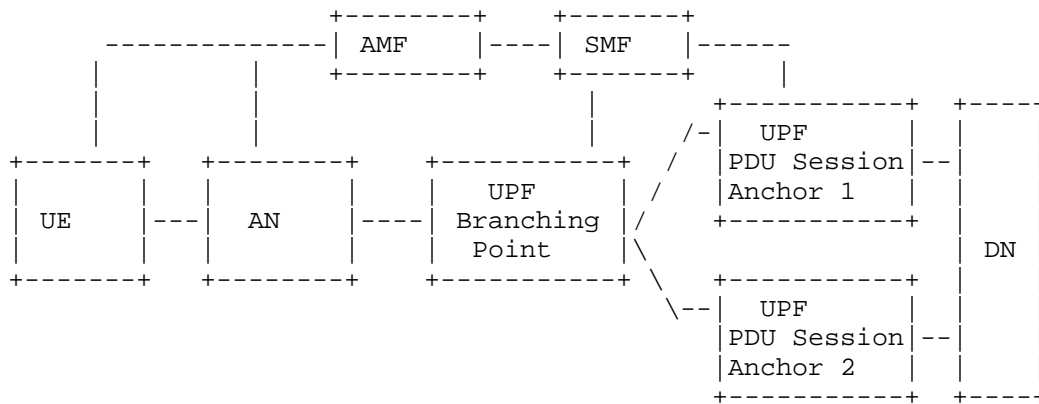 AMF SMF
UPF
PDU Session
Anchor 1
UE AN UPF
Branching
Point
DN
UPF
PDU Session
Anchor 2